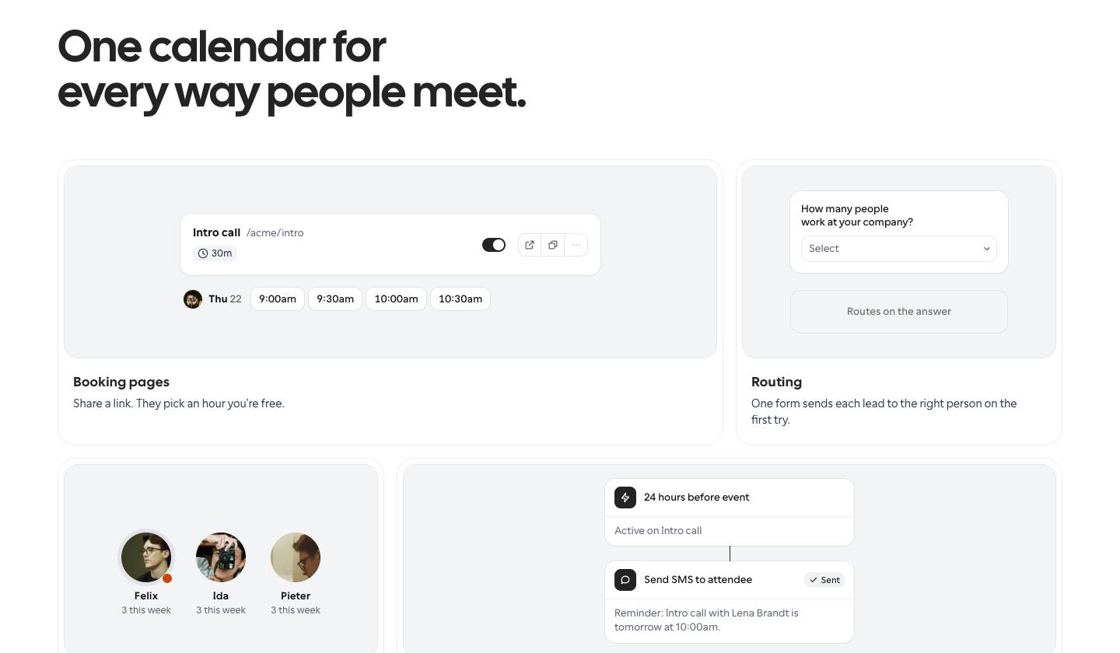 One calendar for
every way people meet.
Intro call /acme/intro
30m
Thu 22 9:00am 9:30am 10:00am 10:30am
Booking pages
Share a link. They pick an hour you're free.
How many people
work at your company?
Select
Routes on the answer
Routing
One form sends each lead to the right person on the
first try.
Felix Ida Pieter
3 this week 3 this week 3 this week
24 hours before event
Active on Intro call
Send SMS to attendee Sent
Reminder: Intro call with Lena Brandt is
tomorrow at 10:00am.